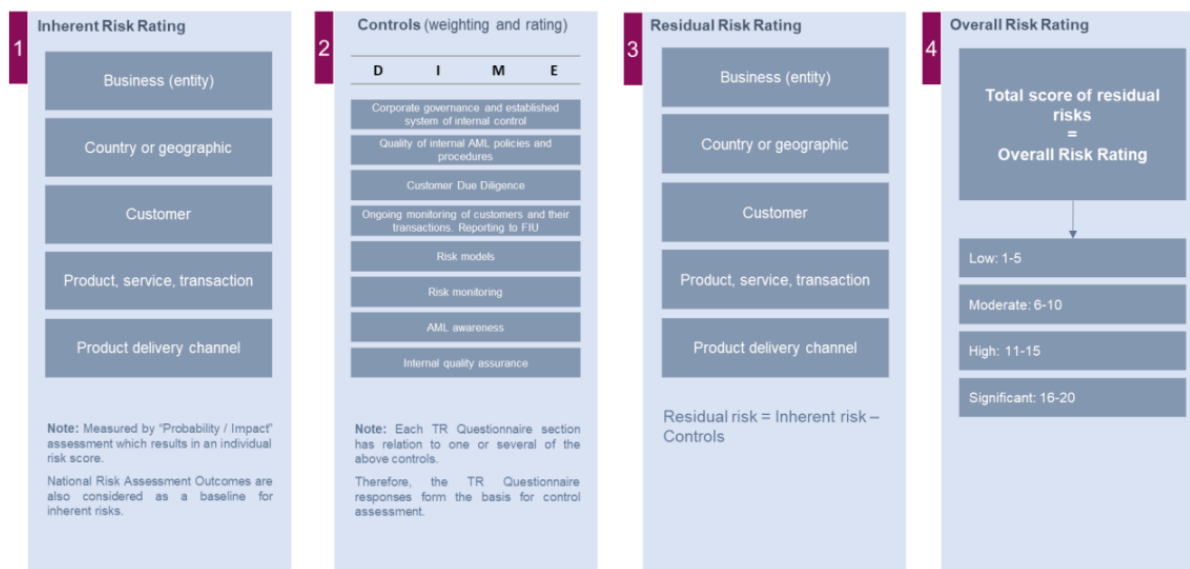 1
Inherent Risk Rating
Business (entity)
Country or geographic
Customer
Product, service, transaction
Product delivery channel
Note: Measured by “Probability / Impact”
assessment which results in an individual
risk score.
National Risk Assessment Outcomes are
also considered as a baseline for
inherent risks.
2
Controls (weighting and rating)
D I M E
Corporate governance and established
system of internal control
Quality of internal AML policies and
procedures
Customer Due Diligence
Ongoing monitoring of customers and their
transactions. Reporting to FIU
Risk models
Risk monitoring
AML awareness
Internal quality assurance
Note: Each TR Questionnaire section
has relation to one or several of the
above controls.
Therefore, the TR Questionnaire
responses form the basis for control
assessment.
3
Residual Risk Rating
Business (entity)
Country or geographic
Customer
Product, service, transaction
Product delivery channel
Residual risk = Inherent risk –
Controls
4
Overall Risk Rating
Total score of residual
risks
=
Overall Risk Rating
Low: 1-5
Moderate: 6-10
High: 11-15
Significant: 16-20